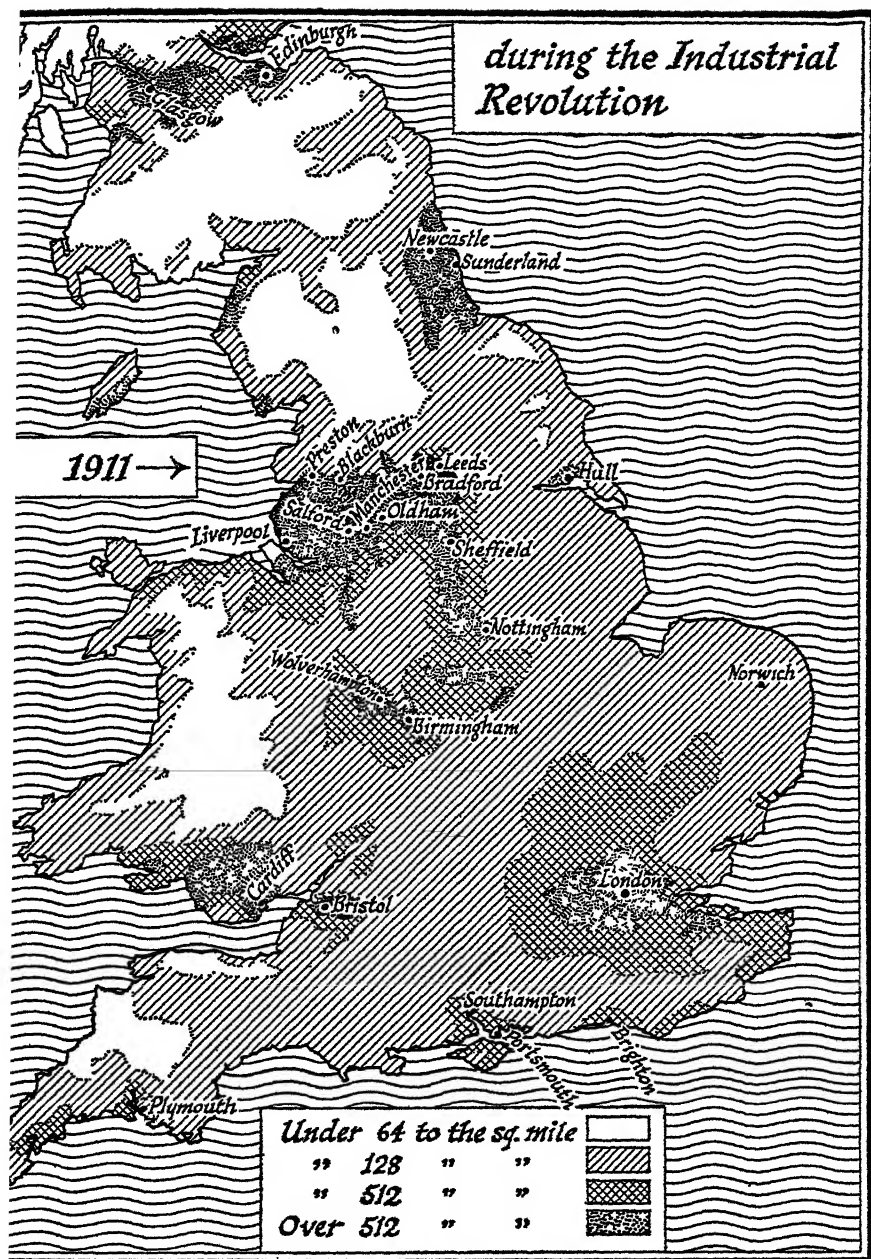 during the Industrial
Revolution
Edinburgh
Glasgow
Newcastle
Sunderland
1911 →
Preston
Blackburn
Leeds
Bradford
Hull
Manchester
Salford
Oldham
Liverpool
Sheffield
Nottingham
Wolverhampton
Norwich
Birmingham
Cardiff
Bristol
London
Southampton
Portsmouth
Brighton
Plymouth
Under 64 to the sq. mile
„ 128 „ „
„ 512 „ „
Over 512 „ „